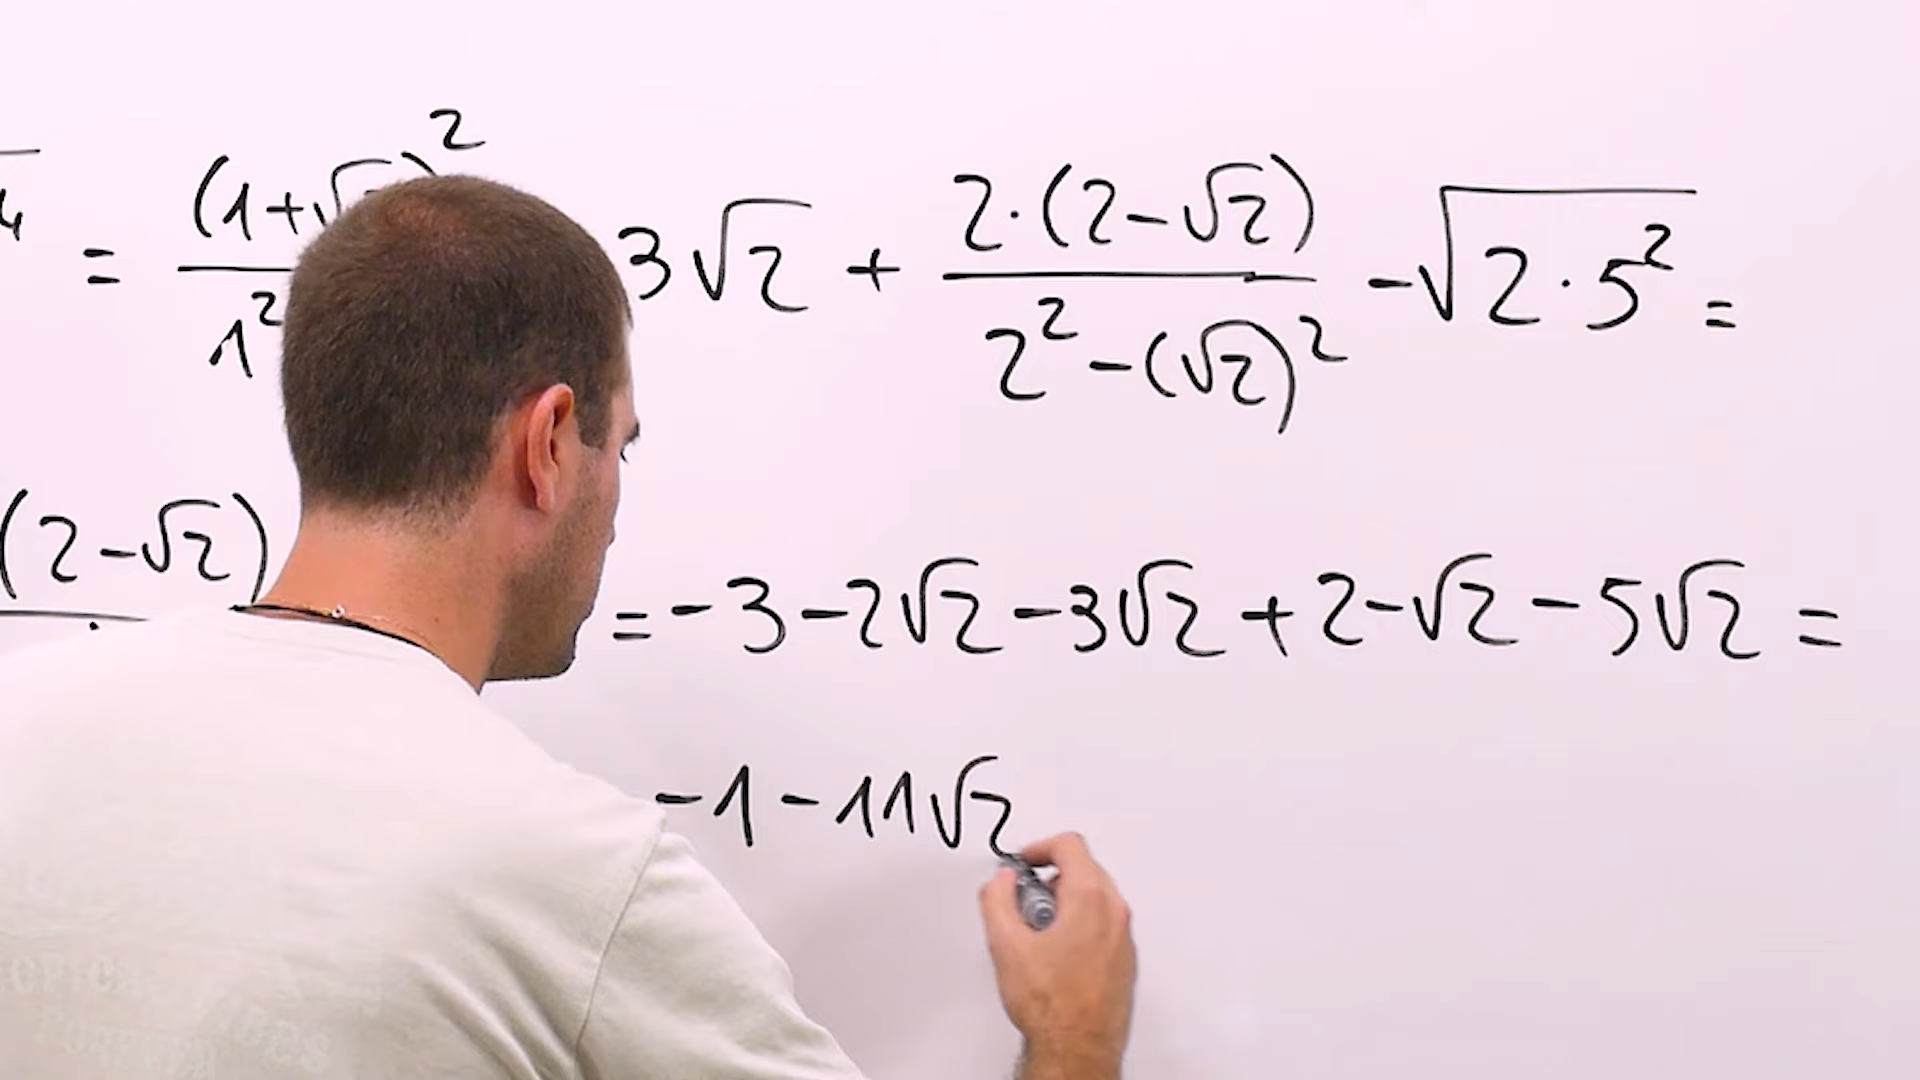 4 = (1+√ )² / 1² 3√2 + 2·(2-√2) / 2²-(√2)² -√2·5² =
(2-√2) = -3-2√2-3√2+2-√2-5√2 =
-1-11√2